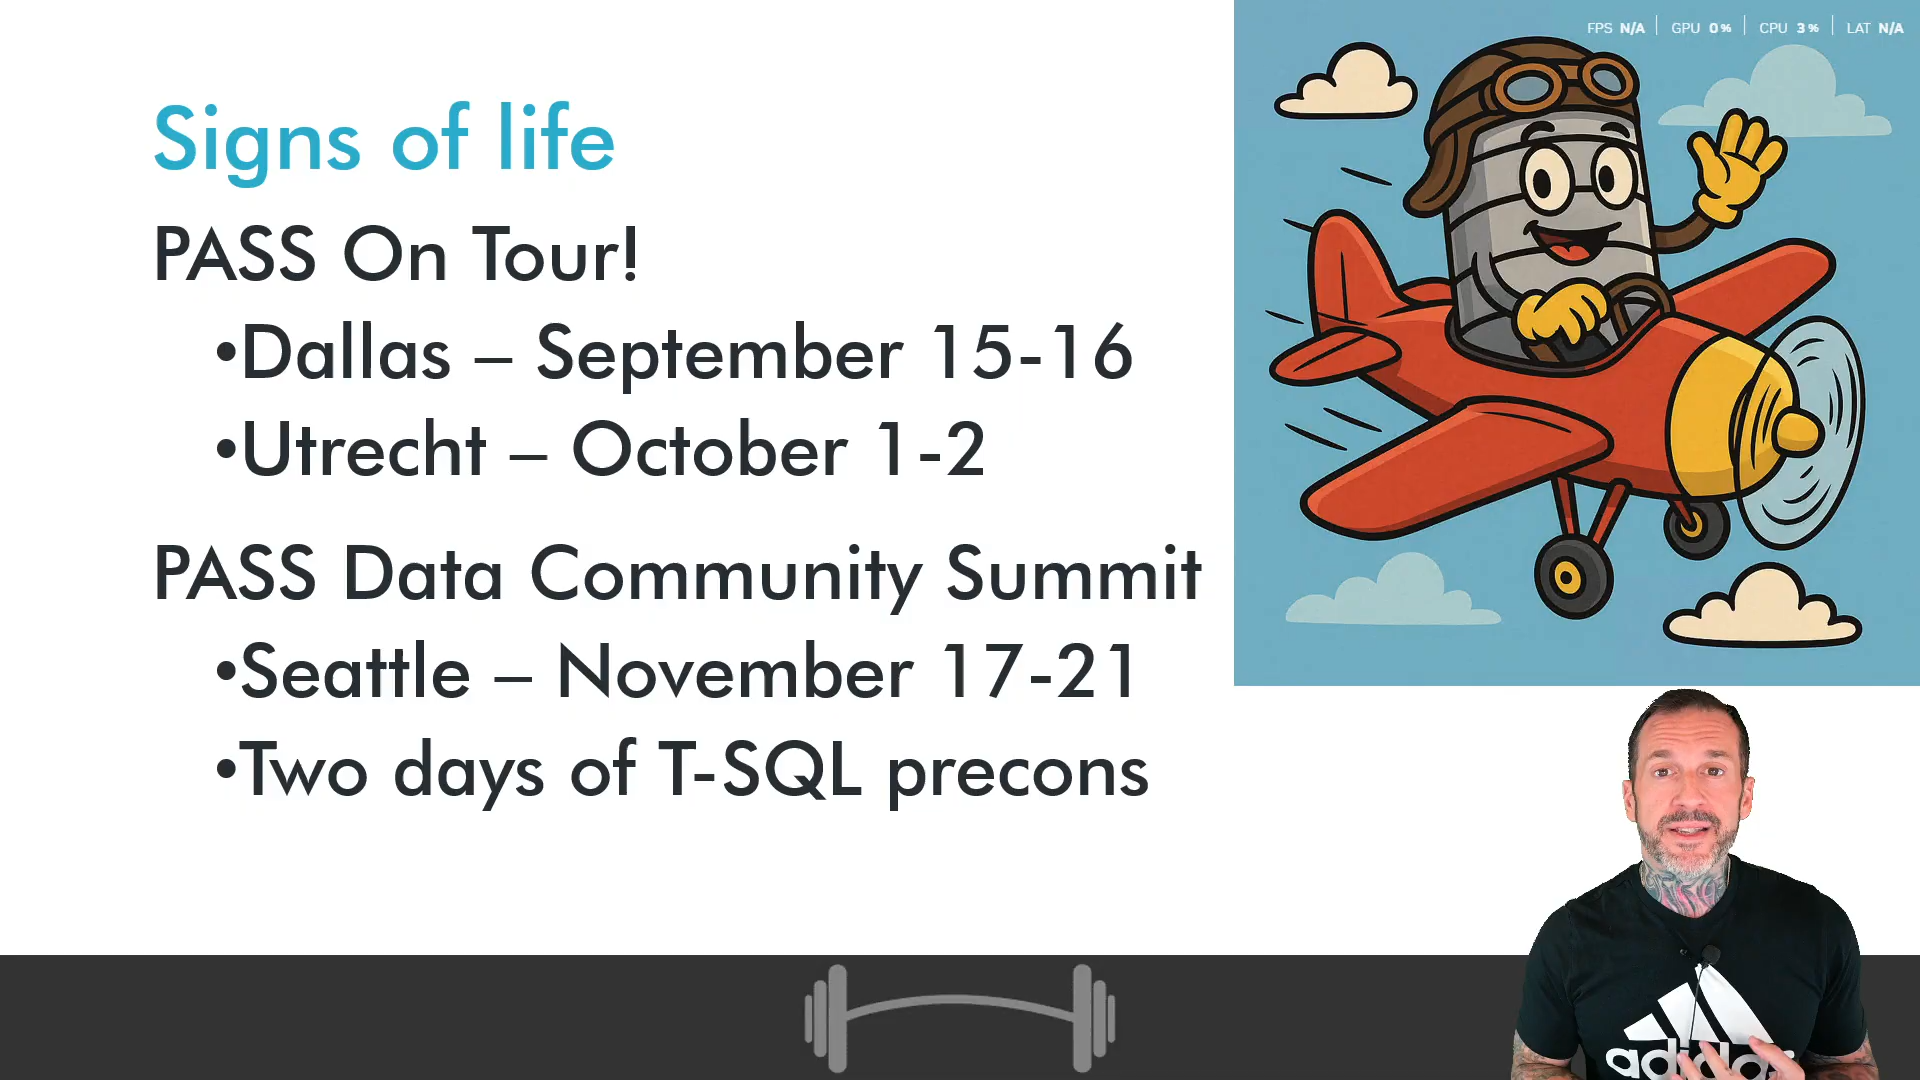 FPS N/A | GPU 0% | CPU 3% | LAT N/A
Signs of life
PASS On Tour!
•Dallas – September 15-16
•Utrecht – October 1-2
PASS Data Community Summit
•Seattle – November 17-21
•Two days of T-SQL precons
adidas